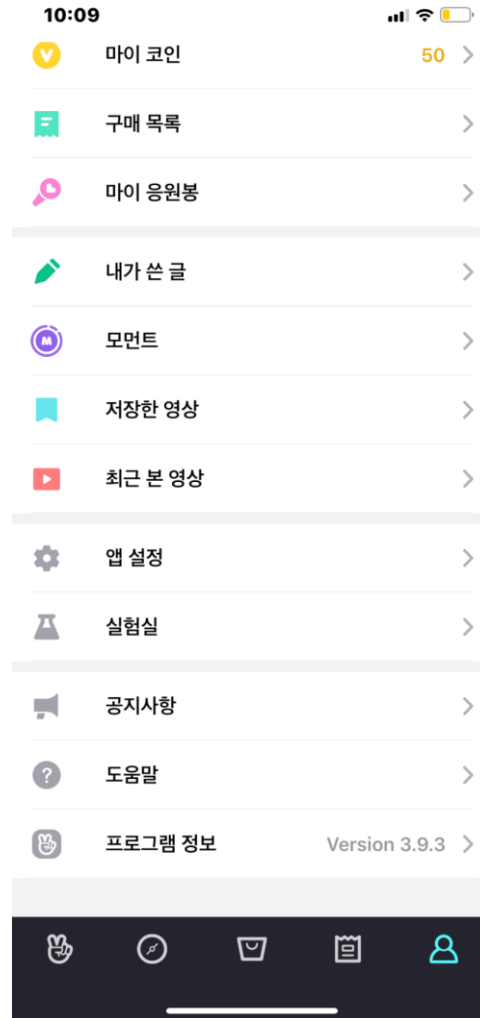 10:09
마이 코인 50
구매 목록
마이 응원봉
내가 쓴 글
모먼트
저장한 영상
최근 본 영상
앱 설정
실험실
공지사항
도움말
프로그램 정보 Version 3.9.3